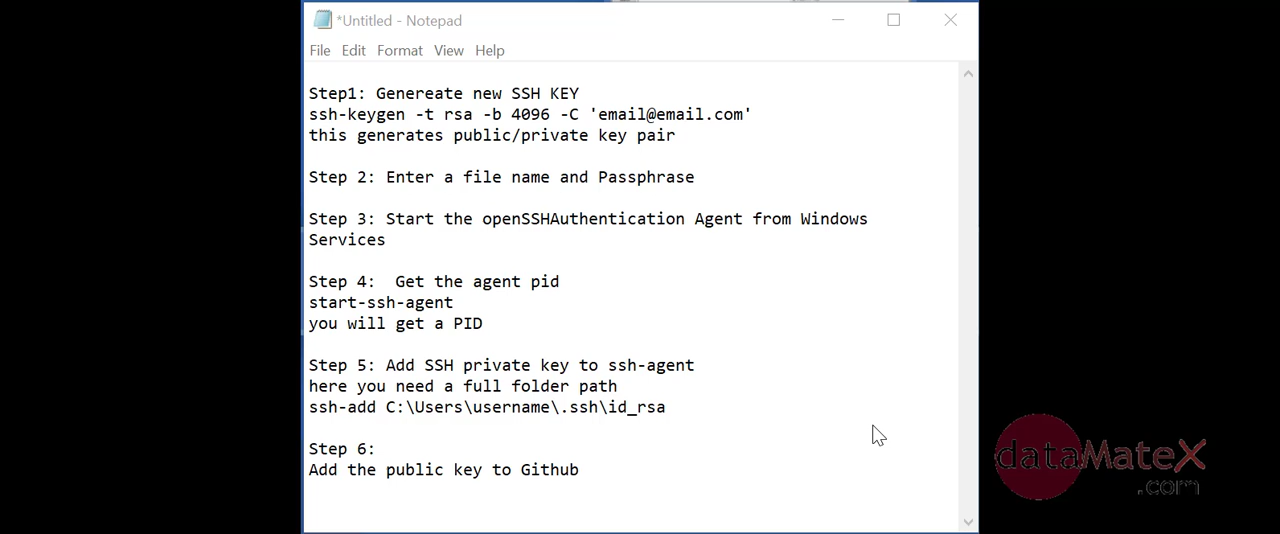 *Untitled - Notepad
File Edit Format View Help
Step1: Genereate new SSH KEY
ssh-keygen -t rsa -b 4096 -C 'email@email.com'
this generates public/private key pair
Step 2: Enter a file name and Passphrase
Step 3: Start the openSSHAuthentication Agent from Windows
Services
Step 4:  Get the agent pid
start-ssh-agent
you will get a PID
Step 5: Add SSH private key to ssh-agent
here you need a full folder path
ssh-add C:\Users\username\.ssh\id_rsa
Step 6:
Add the public key to Github
dataMateX
.com